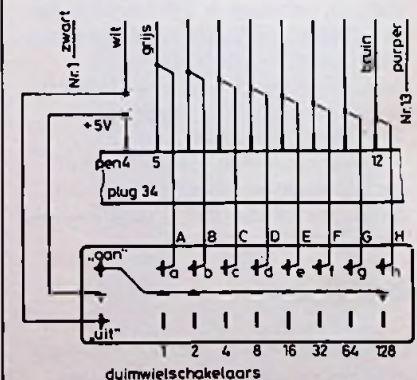 Nr.1 zwart
wit
grijs
bruin
Nr.13 purper
+5V
pen4 5 12
plug 34
A B C D E F G H
„aan"
a b c d e f g h
„uit"
1 2 4 8 16 32 64 128
duimwielschakelaars